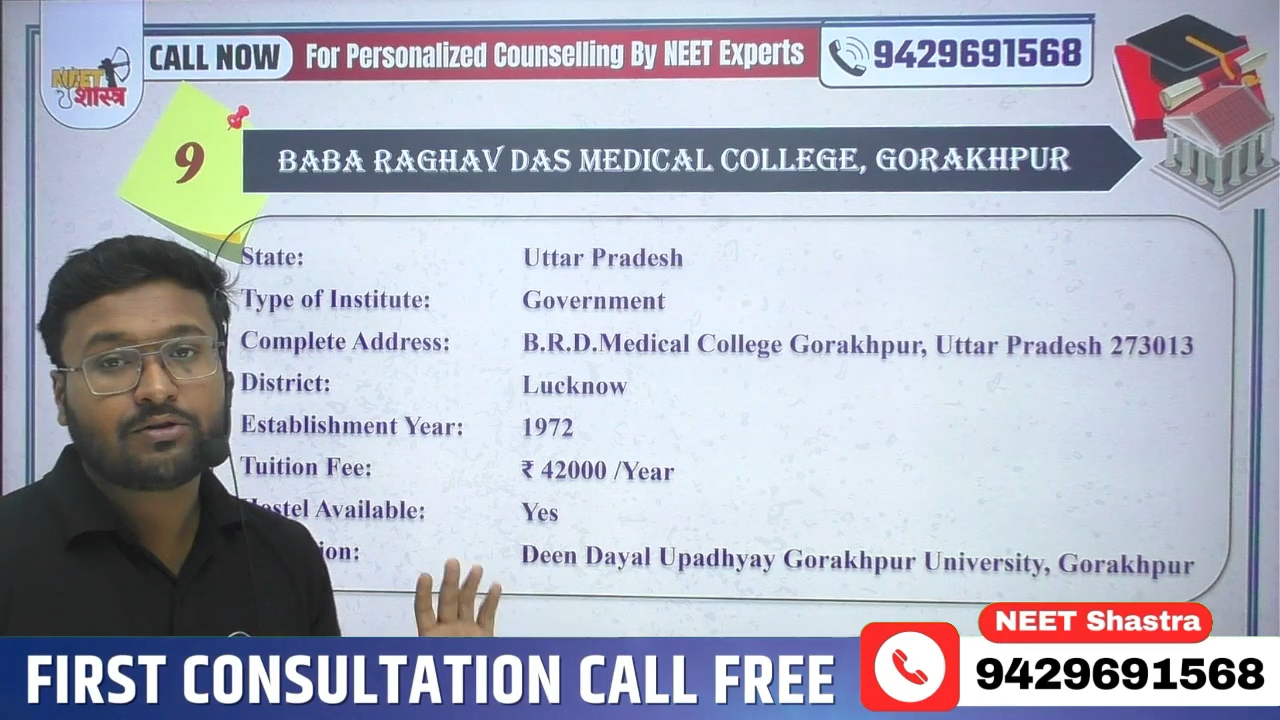 NEET
शास्त्र
CALL NOW
For Personalized Counselling By NEET Experts
9429691568
9
BABA RAGHAV DAS MEDICAL COLLEGE, GORAKHPUR
State: Uttar Pradesh
Type of Institute: Government
Complete Address: B.R.D.Medical College Gorakhpur, Uttar Pradesh 273013
District: Lucknow
Establishment Year: 1972
Tuition Fee: ₹ 42000 /Year
Available: Yes
Deen Dayal Upadhyay Gorakhpur University, Gorakhpur
NEET Shastra
FIRST CONSULTATION CALL FREE
9429691568